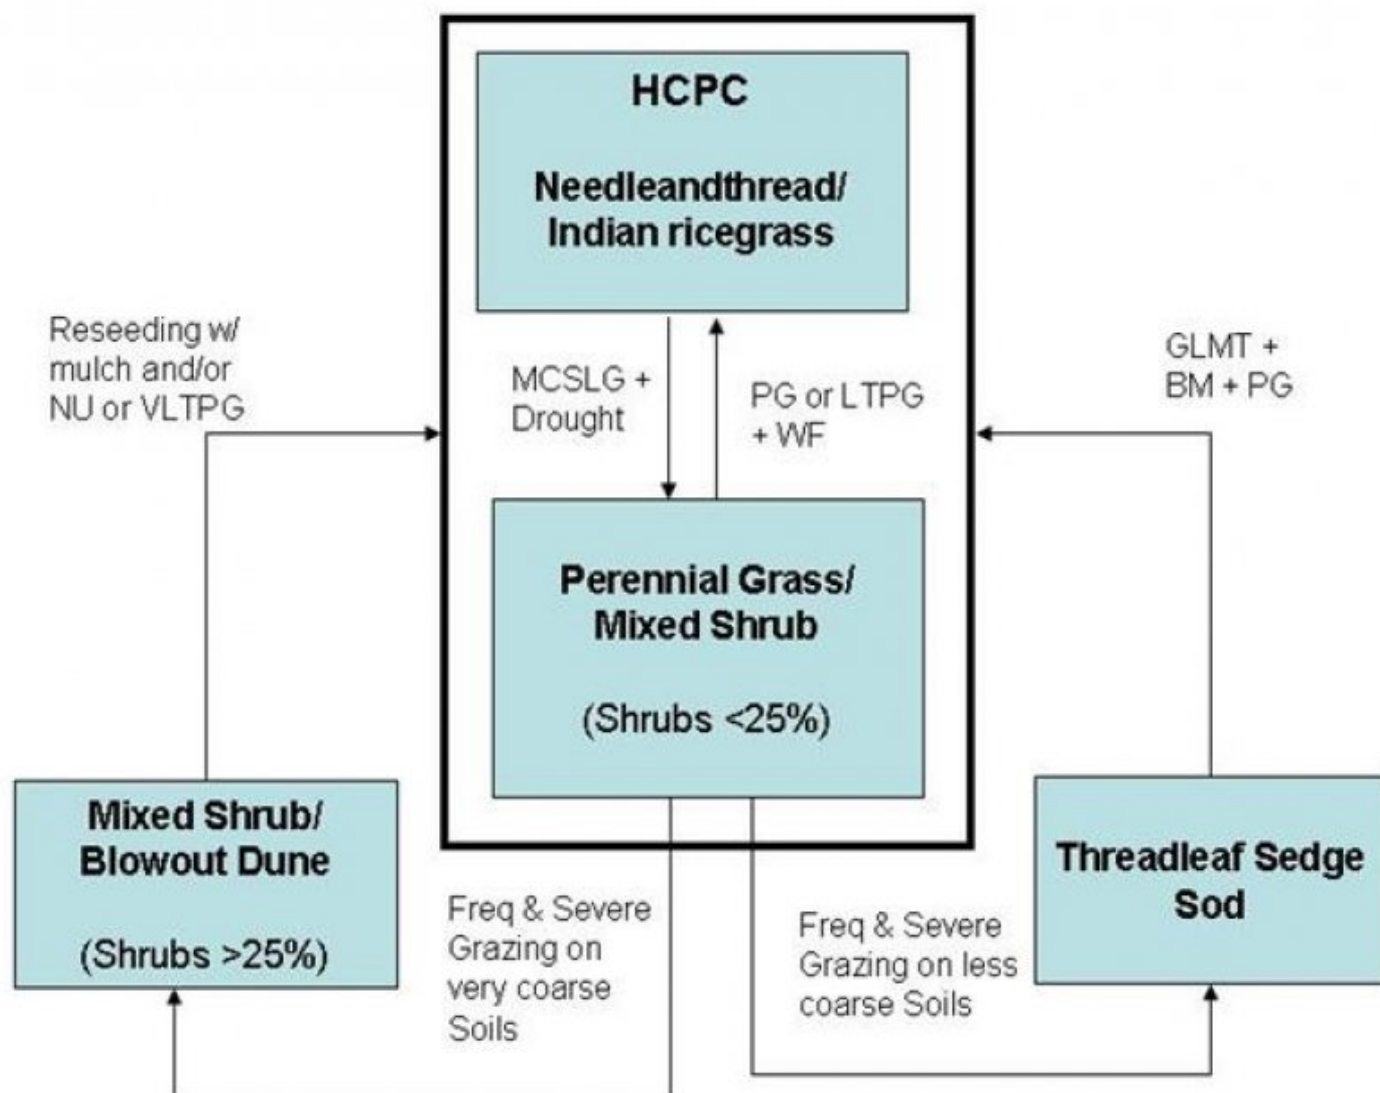 HCPC
Needleandthread/
Indian ricegrass
Reseeding w/
mulch and/or
NU or VLTPG
MCSLG +
Drought
PG or LTPG
+ WF
GLMT +
BM + PG
Perennial Grass/
Mixed Shrub
(Shrubs <25%)
Mixed Shrub/
Blowout Dune
(Shrubs >25%)
Freq & Severe
Grazing on
very coarse
Soils
Freq & Severe
Grazing on less
coarse Soils
Threadleaf Sedge
Sod